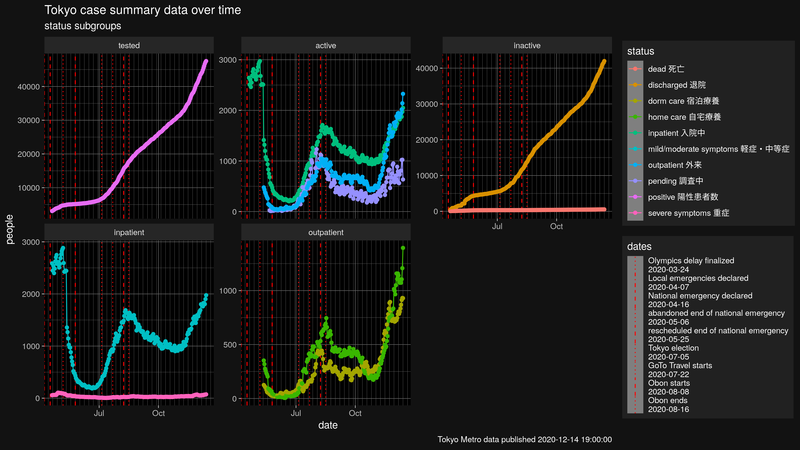 Tokyo case summary data over time
status subgroups
tested
active
inactive
40000
30000
20000
10000
3000
2000
1000
0
40000
30000
20000
10000
0
Jul
Oct
people
inpatient
outpatient
3000
2000
1000
0
1000
500
0
Jul
Oct
Jul
Oct
date
status
dead 死亡
discharged 退院
dorm care 宿泊療養
home care 自宅療養
inpatient 入院中
mild/moderate symptoms 軽症・中等症
outpatient 外来
pending 調査中
positive 陽性患者数
severe symptoms 重症
dates
Olympics delay finalized
2020-03-24
Local emergencies declared
2020-04-07
National emergency declared
2020-04-16
abandoned end of national emergency
2020-05-06
rescheduled end of national emergency
2020-05-25
Tokyo election
2020-07-05
GoTo Travel starts
2020-07-22
Obon starts
2020-08-08
Obon ends
2020-08-16
Tokyo Metro data published 2020-12-14 19:00:00